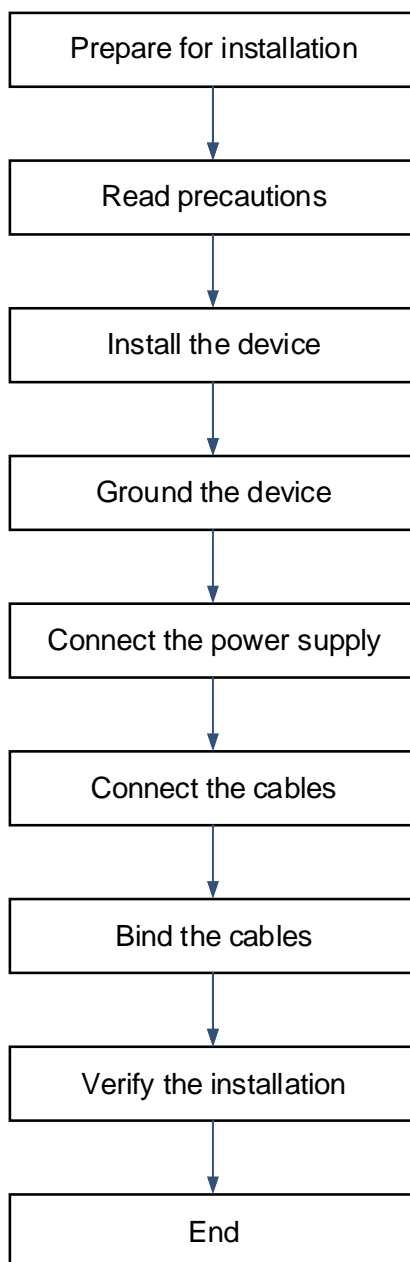 Prepare for installation
Read precautions
Install the device
Ground the device
Connect the power supply
Connect the cables
Bind the cables
Verify the installation
End